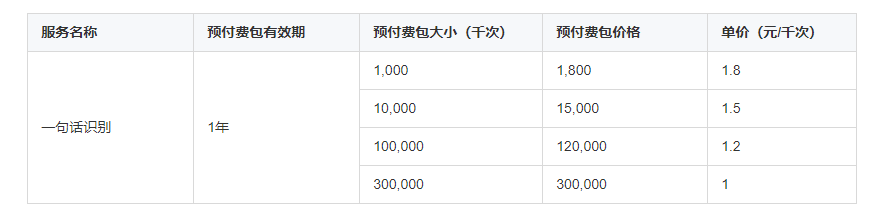 服务名称 预付费包有效期 预付费包大小（千次） 预付费包价格 单价（元/千次）
1,000 1,800 1.8
10,000 15,000 1.5
一句话识别 1年
100,000 120,000 1.2
300,000 300,000 1